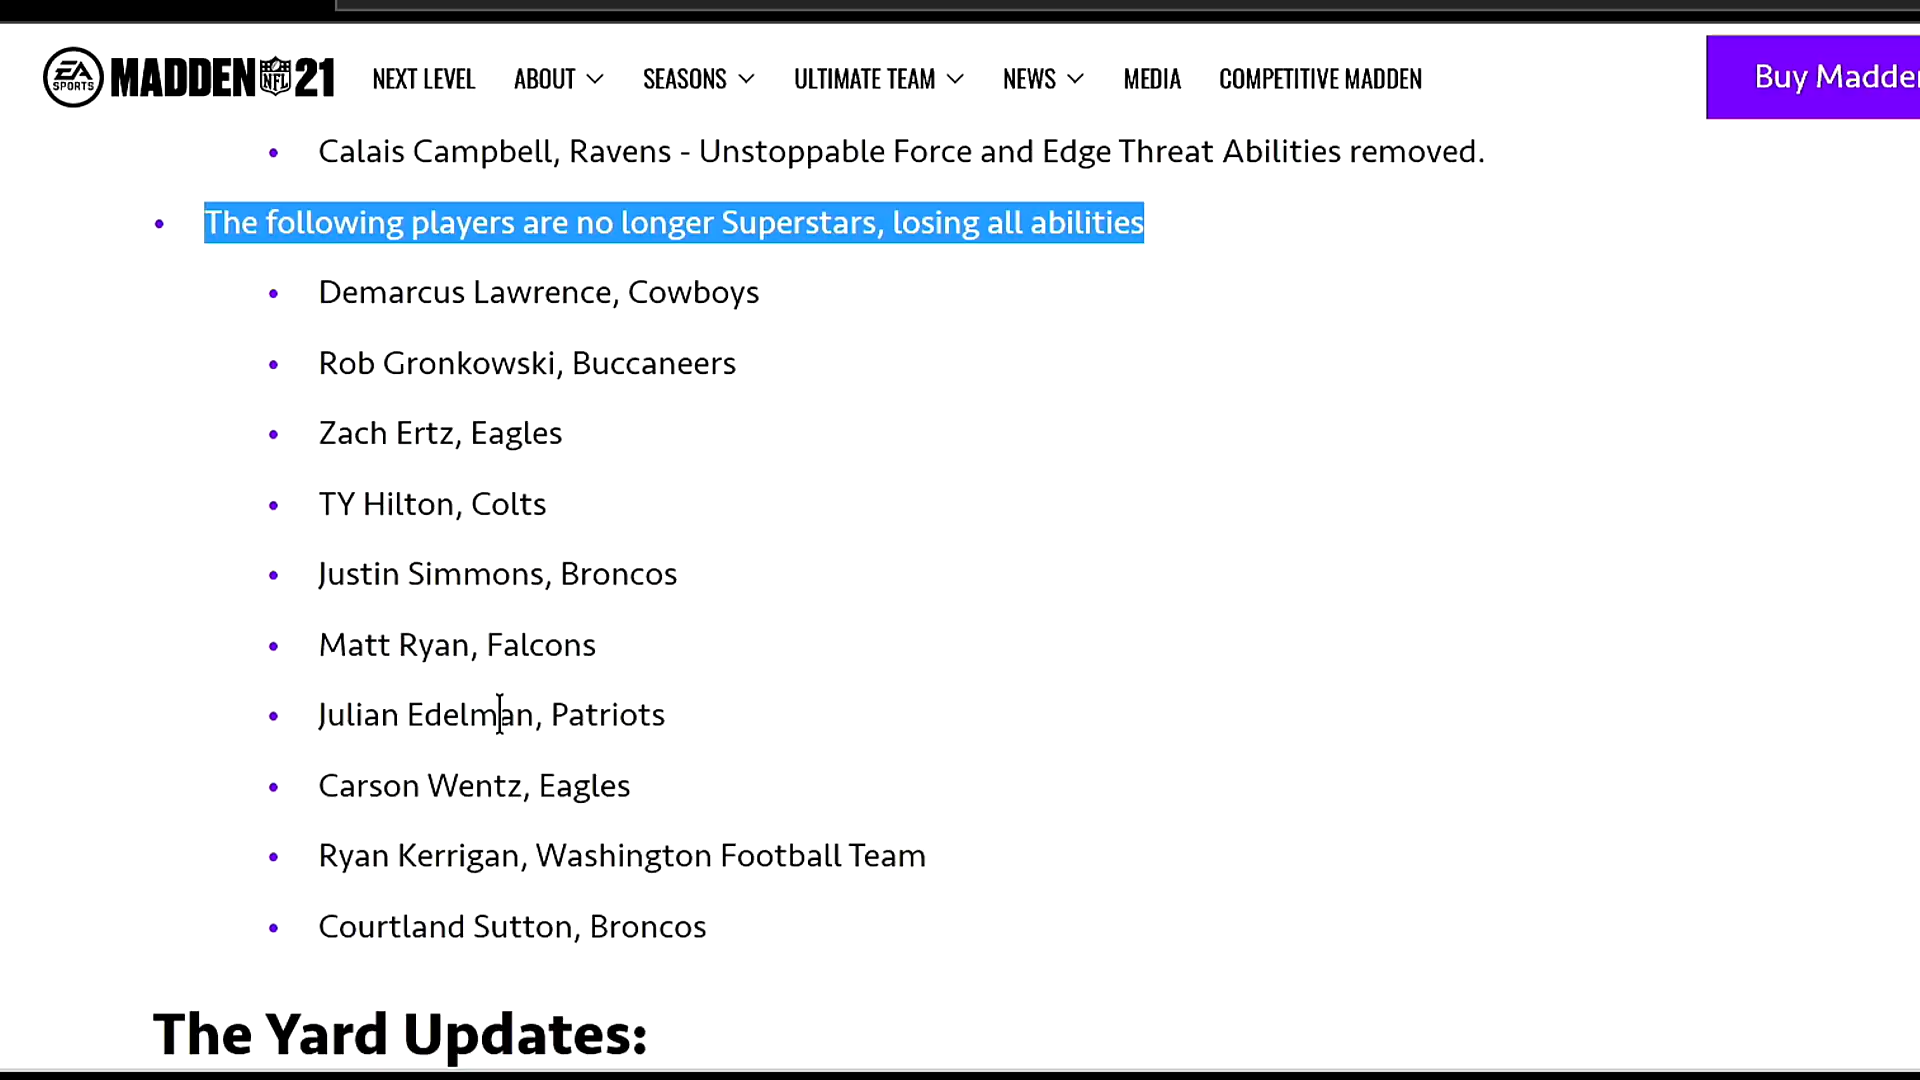 EA SPORTS MADDEN NFL 21 NEXT LEVEL ABOUT SEASONS ULTIMATE TEAM NEWS MEDIA COMPETITIVE MADDEN Buy Madde
Calais Campbell, Ravens - Unstoppable Force and Edge Threat Abilities removed.
The following players are no longer Superstars, losing all abilities
Demarcus Lawrence, Cowboys
Rob Gronkowski, Buccaneers
Zach Ertz, Eagles
TY Hilton, Colts
Justin Simmons, Broncos
Matt Ryan, Falcons
Julian Edelman, Patriots
Carson Wentz, Eagles
Ryan Kerrigan, Washington Football Team
Courtland Sutton, Broncos
The Yard Updates: